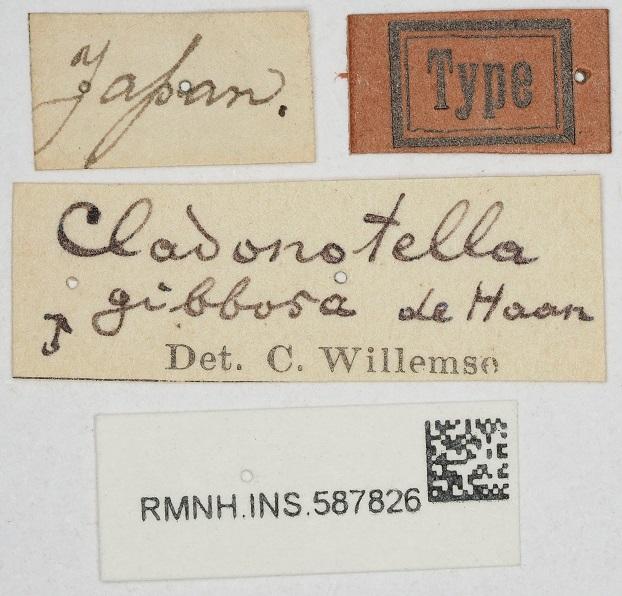 Japan.
Type
Cladonotella
gibbosa de Haan
♂
Det. C. Willemse
RMNH.INS.587826